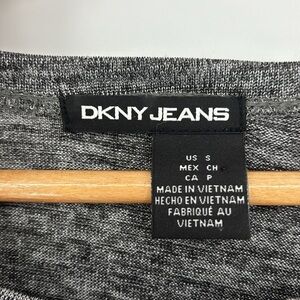 DKNY JEANS
US S
MEX CH
CA P
MADE IN VIETNAM
HECHO EN VIETNAM
FABRIQUÉ AU
VIETNAM